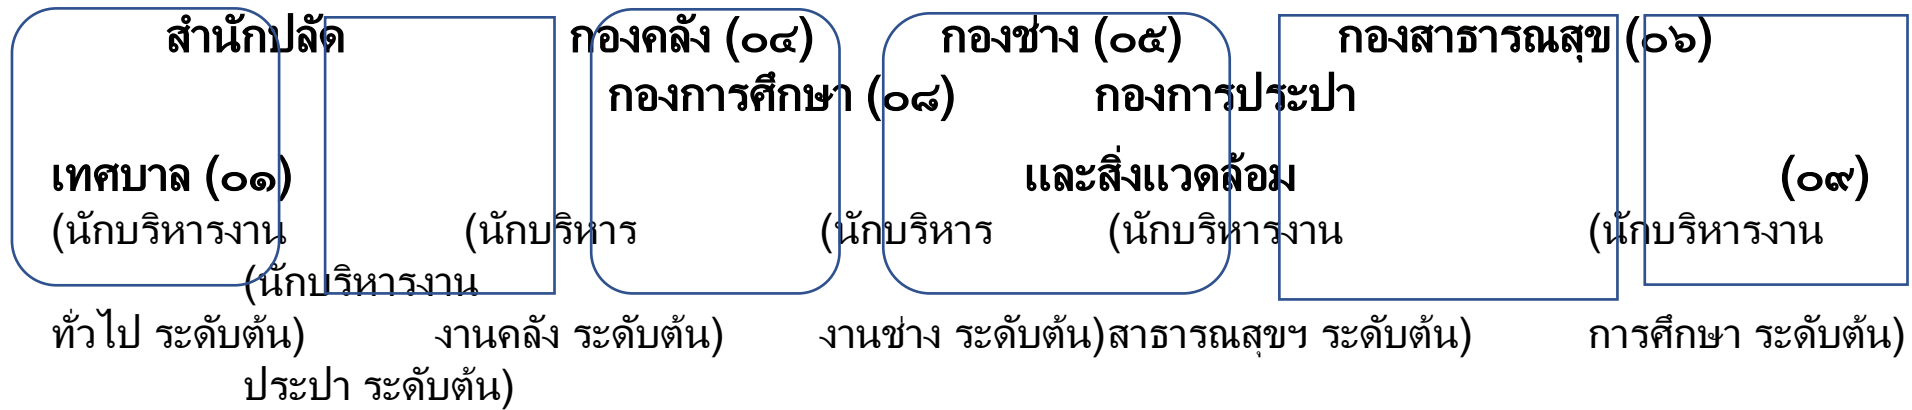 สำนักปลัด กองคลัง (๐๔) กองช่าง (๐๕) กองสาธารณสุข (๐๖)
กองการศึกษา (๐๘) กองการประปา
เทศบาล (๐๑) และสิ่งแวดล้อม (๐๙)
(นักบริหารงาน (นักบริหาร (นักบริหาร (นักบริหารงาน (นักบริหารงาน
(นักบริหารงาน
ทั่วไป ระดับต้น) งานคลัง ระดับต้น) งานช่าง ระดับต้น) สาธารณสุขฯ ระดับต้น) การศึกษา ระดับต้น)
ประปา ระดับต้น)